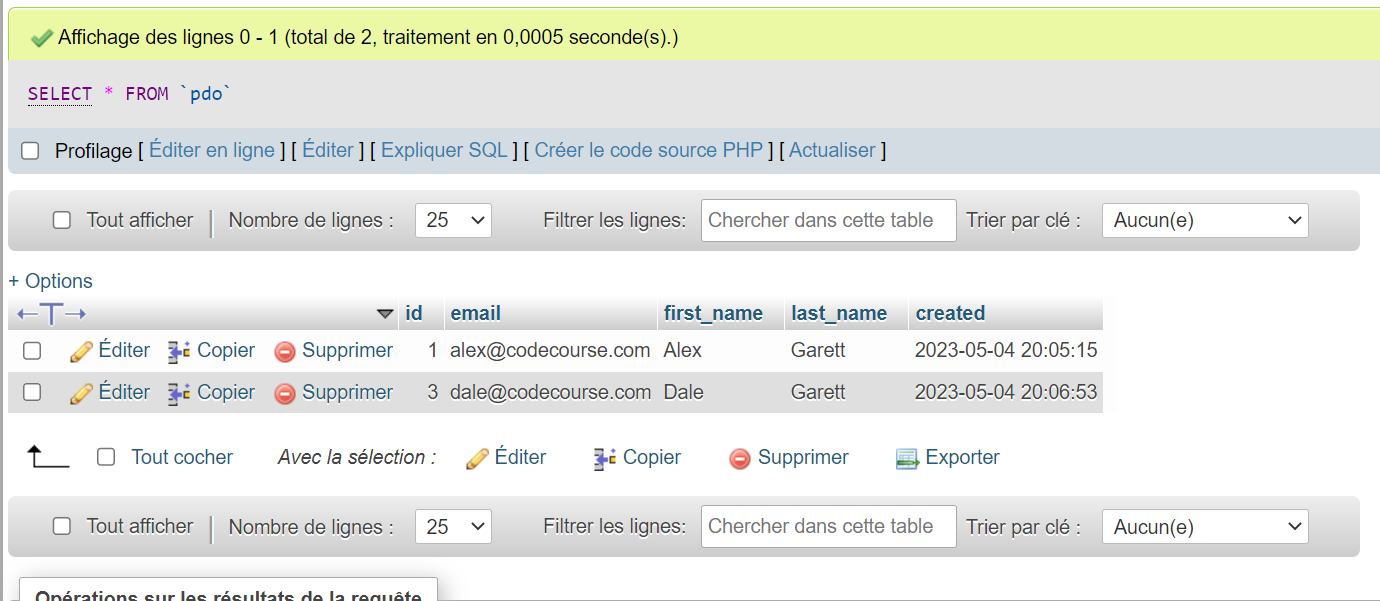 Affichage des lignes 0 - 1 (total de 2, traitement en 0,0005 seconde(s).)
SELECT * FROM `pdo`
Profilage [ Éditer en ligne ] [ Éditer ] [ Expliquer SQL ] [ Créer le code source PHP ] [ Actualiser ]
Tout afficher | Nombre de lignes : 25 Filtrer les lignes: Chercher dans cette table Trier par clé : Aucun(e)
+ Options
←T→ id email first_name last_name created
Éditer Copier Supprimer 1 alex@codecourse.com Alex Garett 2023-05-04 20:05:15
Éditer Copier Supprimer 3 dale@codecourse.com Dale Garett 2023-05-04 20:06:53
Tout cocher Avec la sélection : Éditer Copier Supprimer Exporter
Tout afficher | Nombre de lignes : 25 Filtrer les lignes: Chercher dans cette table Trier par clé : Aucun(e)
Opérations sur les résultats de la requête